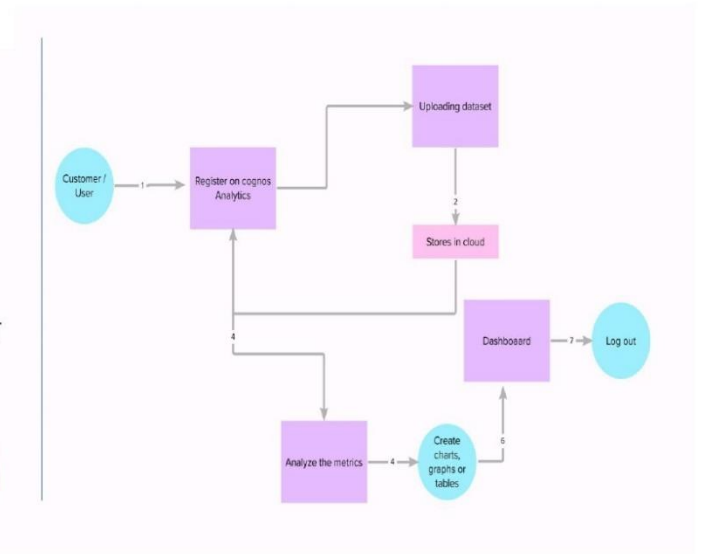 Uploading dataset
Customer /
User
1
Register on cognos
Analytics
2
Stores in cloud
4
Dashboaard
7
Log out
Analyze the metrics
4
Create
charts,
graphs or
tables
6